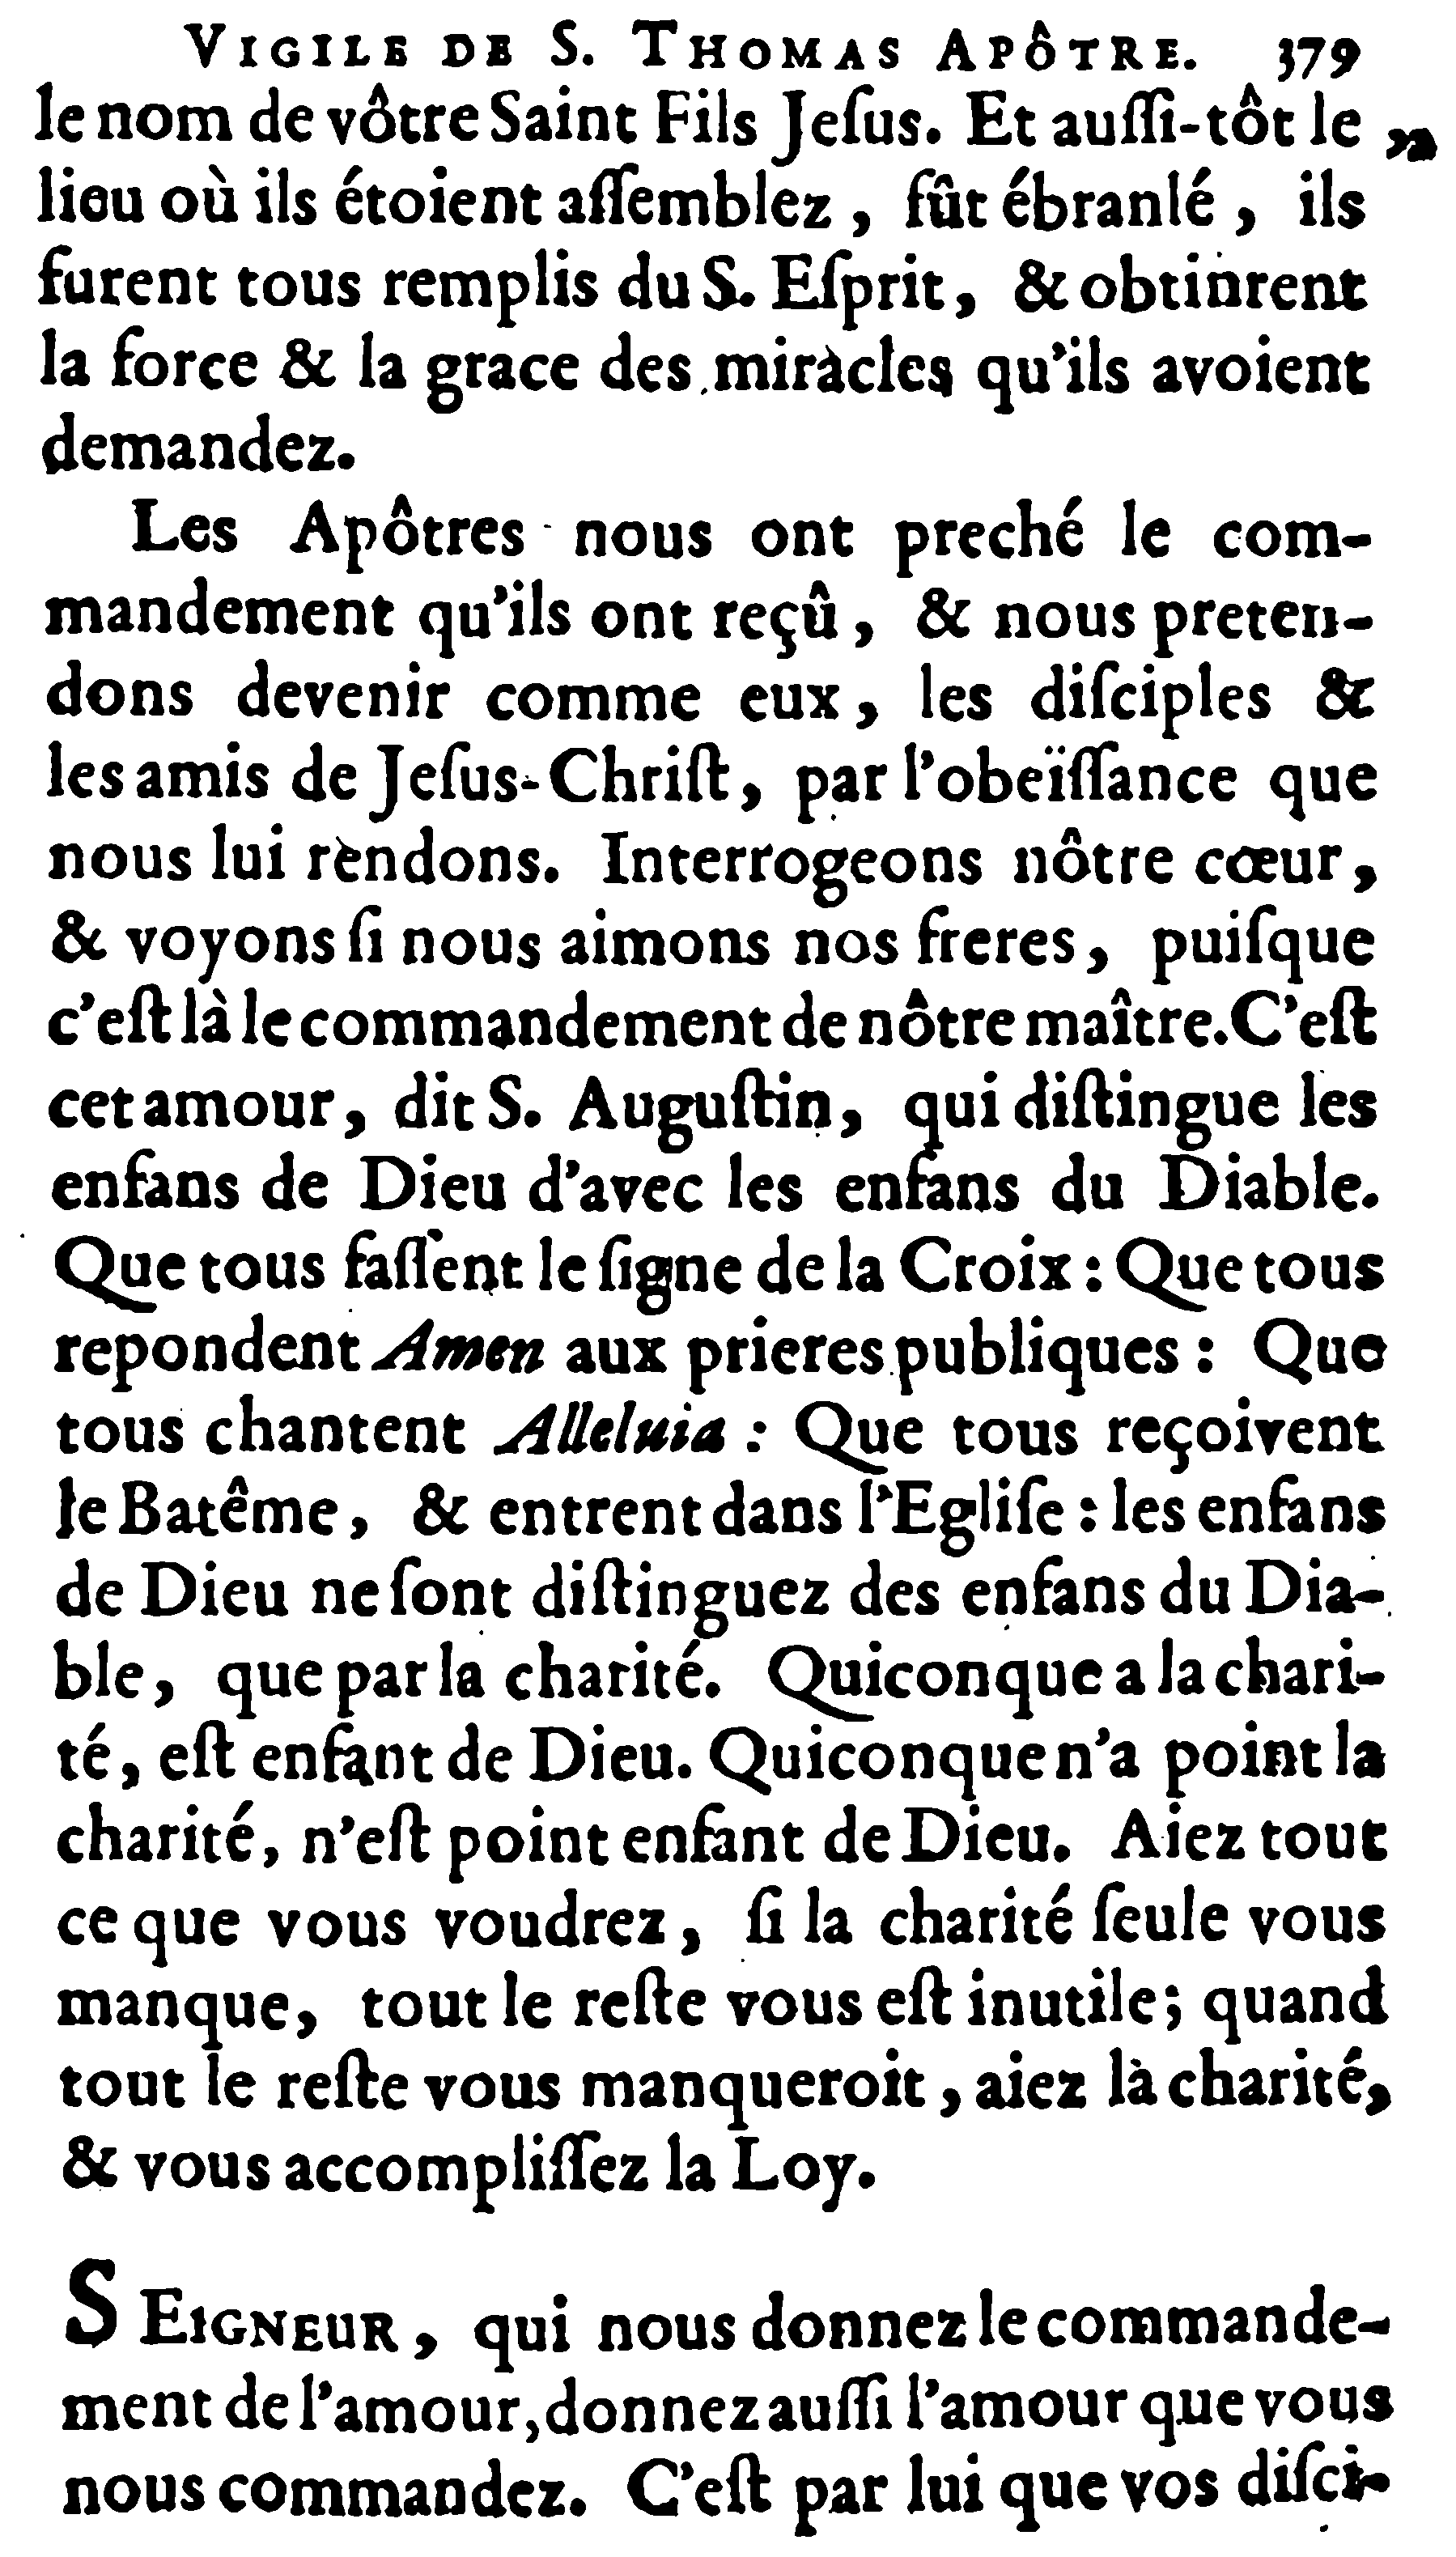 VIGILE DE S. THOMAS APÔTRE. 379
le nom de vôtre Saint Fils Jeſus. Et auſſi-tôt le
lieu où ils étoient aſſemblez, fût ébranlé, ils
furent tous remplis du S. Eſprit, & obtinrent
la force & la grace des miracles qu'ils avoient
demandez.
Les Apôtres nous ont preché le com-
mandement qu'ils ont reçû, & nous preten-
dons devenir comme eux, les diſciples &
les amis de Jeſus-Chriſt, par l'obeïſſance que
nous lui rendons. Interrogeons nôtre cœur,
& voyons ſi nous aimons nos freres, puiſque
c'eſt là le commandement de nôtre maître. C'eſt
cet amour, dit S. Auguſtin, qui diſtingue les
enfans de Dieu d'avec les enfans du Diable.
Que tous faſſent le ſigne de la Croix : Que tous
repondent Amen aux prieres publiques : Que
tous chantent Alleluia : Que tous reçoivent
le Batême, & entrent dans l'Egliſe : les enfans
de Dieu ne ſont diſtinguez des enfans du Dia-
ble, que par la charité. Quiconque a la chari-
té, eſt enfant de Dieu. Quiconque n'a point la
charité, n'eſt point enfant de Dieu. Aiez tout
ce que vous voudrez, ſi la charité ſeule vous
manque, tout le reſte vous eſt inutile; quand
tout le reſte vous manqueroit, aiez la charité,
& vous accompliſſez la Loy.
SEIGNEUR, qui nous donnez le commande-
ment de l'amour, donnez auſſi l'amour que vous
nous commandez. C'eſt par lui que vos diſci-